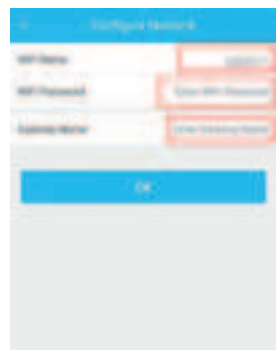 Configure Network
WiFi Name
WiFi Password Enter WiFi Password
Gateway Name Enter Gateway Name
OK